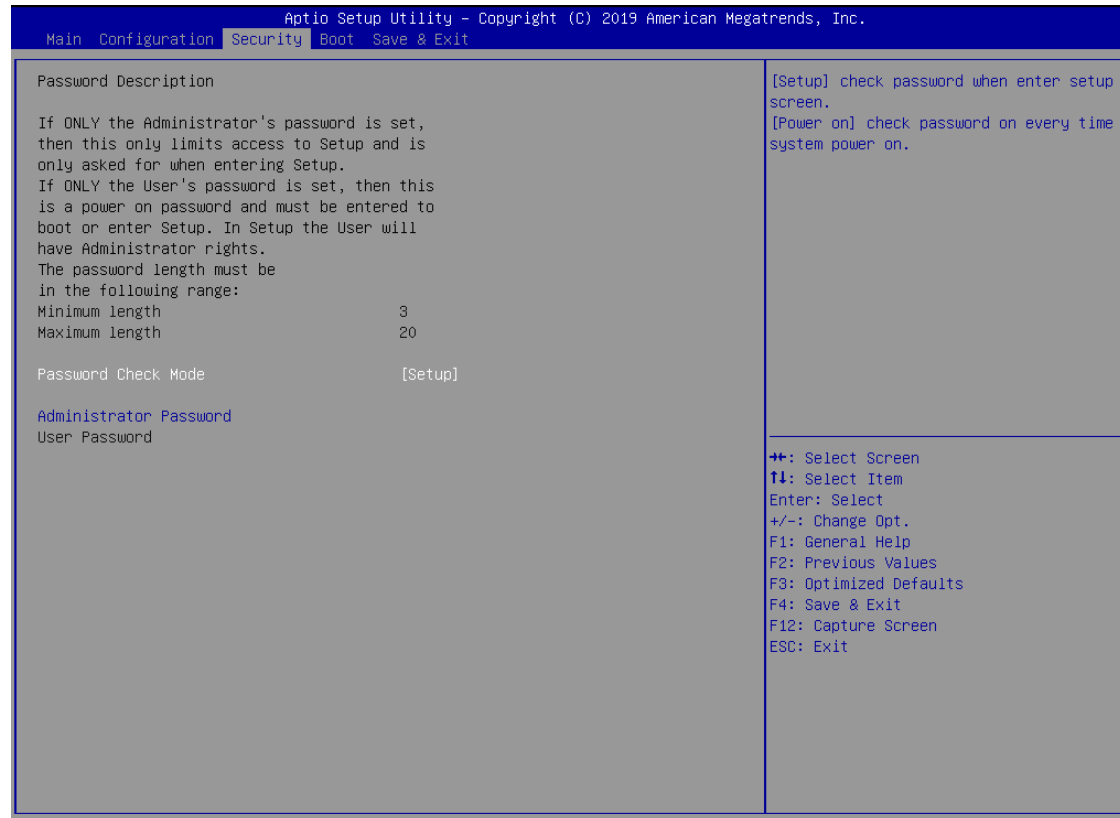 Aptio Setup Utility – Copyright (C) 2019 American Megatrends, Inc.
Main Configuration Security Boot Save & Exit
Password Description
If ONLY the Administrator's password is set,
then this only limits access to Setup and is
only asked for when entering Setup.
If ONLY the User's password is set, then this
is a power on password and must be entered to
boot or enter Setup. In Setup the User will
have Administrator rights.
The password length must be
in the following range:
Minimum length 3
Maximum length 20
Password Check Mode [Setup]
Administrator Password
User Password
[Setup] check password when enter setup
screen.
[Power on] check password on every time
system power on.
→←: Select Screen
↑↓: Select Item
Enter: Select
+/-: Change Opt.
F1: General Help
F2: Previous Values
F3: Optimized Defaults
F4: Save & Exit
F12: Capture Screen
ESC: Exit